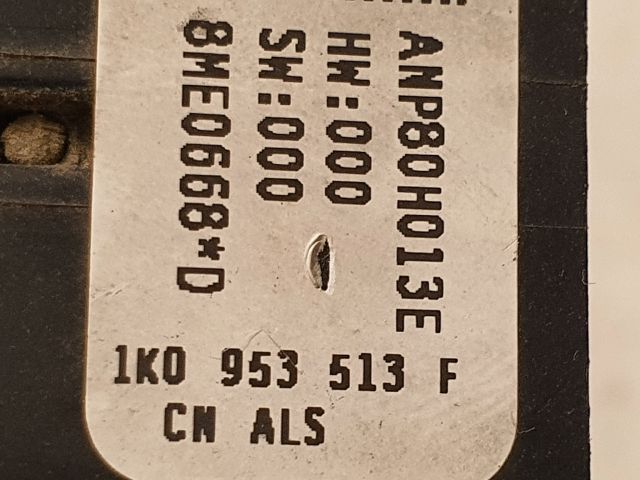 ANP80H013E
HW:000
SW:000
8ME0668*D
1K0 953 513 F
CN ALS